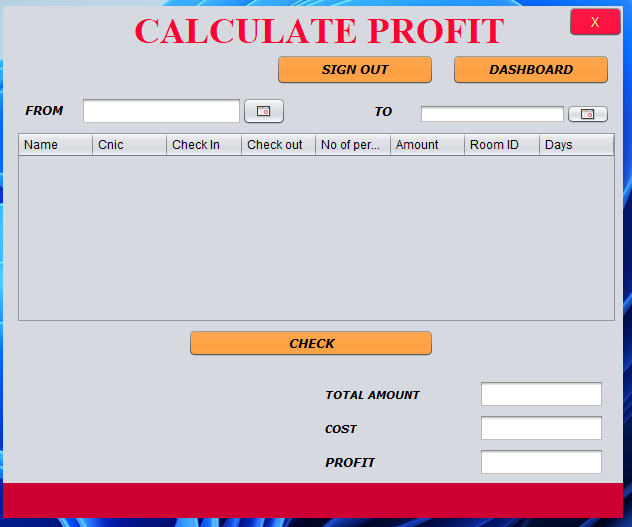 CALCULATE PROFIT
X
SIGN OUT DASHBOARD
FROM TO
Name Cnic Check In Check out No of per... Amount Room ID Days
CHECK
TOTAL AMOUNT
COST
PROFIT